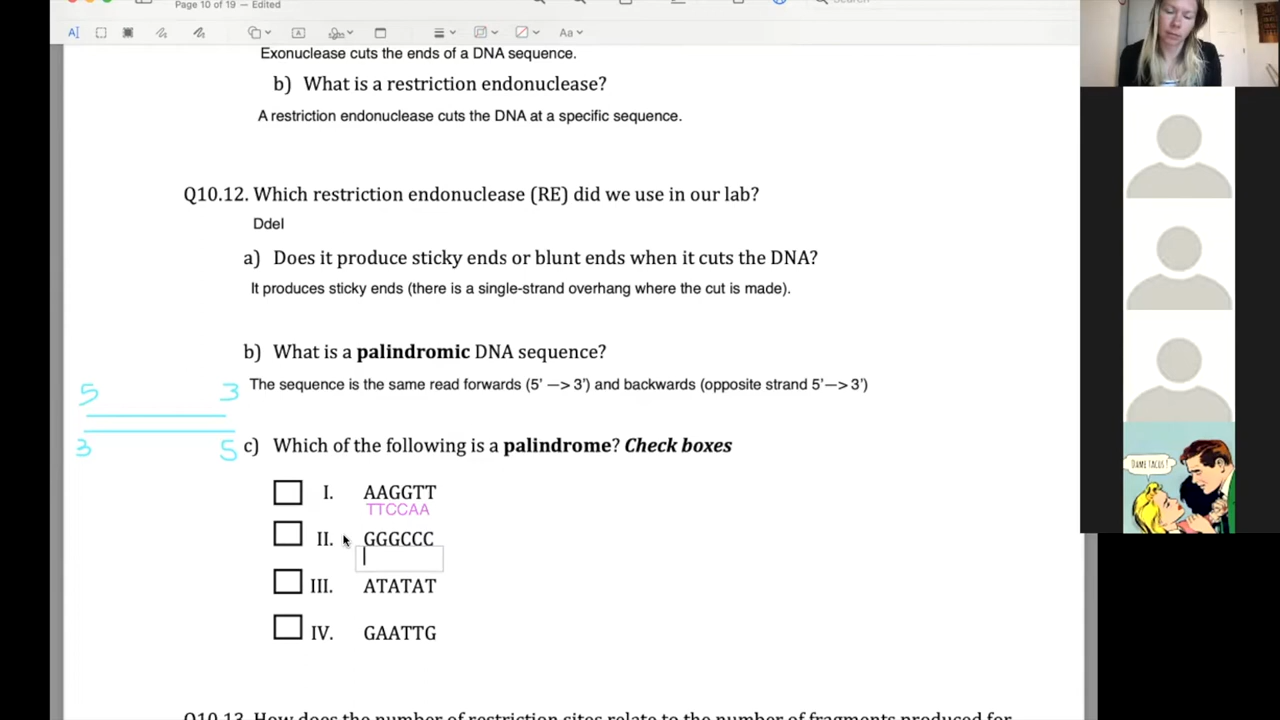 Page 10 of 19 — Edited
Search
Exonuclease cuts the ends of a DNA sequence.
b) What is a restriction endonuclease?
A restriction endonuclease cuts the DNA at a specific sequence.
Q10.12. Which restriction endonuclease (RE) did we use in our lab?
Ddel
a) Does it produce sticky ends or blunt ends when it cuts the DNA?
It produces sticky ends (there is a single-strand overhang where the cut is made).
b) What is a palindromic DNA sequence?
The sequence is the same read forwards (5' —> 3') and backwards (opposite strand 5'—> 3')
5 3
3 5
c) Which of the following is a palindrome? Check boxes
I. AAGGTT
TTCCAA
II. GGGCCC
III. ATATAT
IV. GAATTG
Q10.13. How does the number of restriction sites relate to the number of fragments produced for
DAME TACOS!